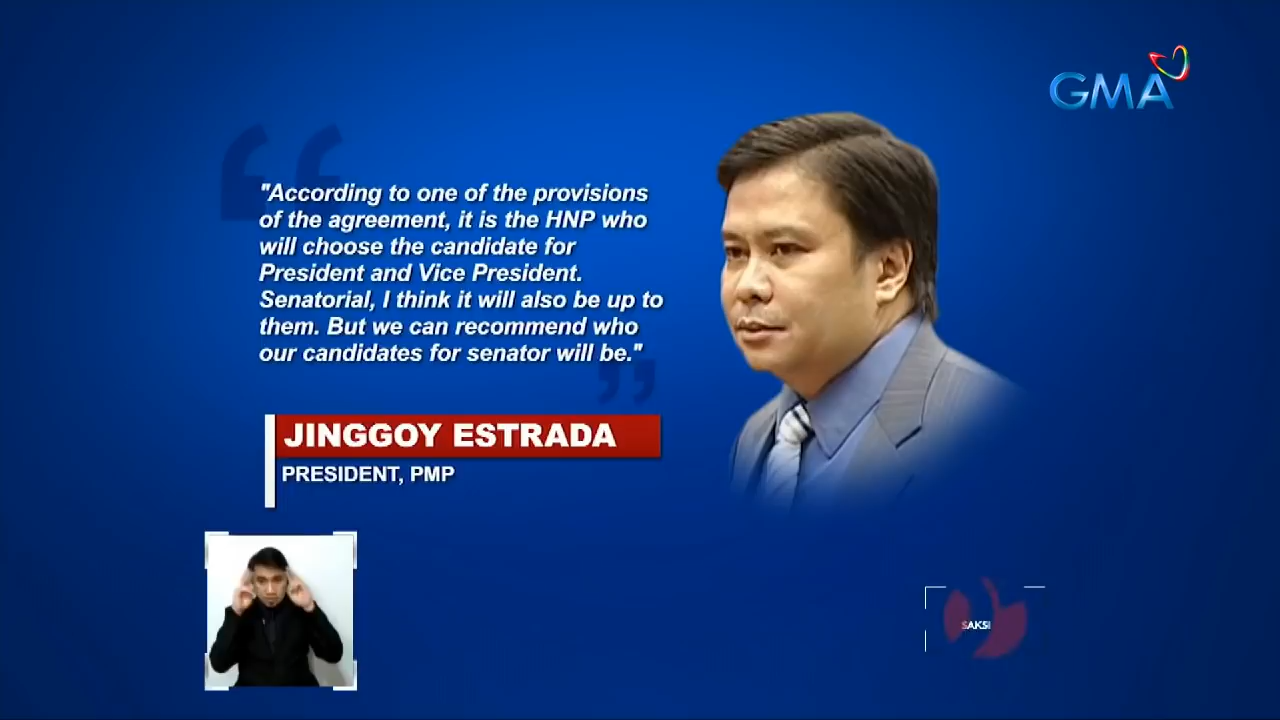 GMA
"According to one of the provisions
of the agreement, it is the HNP who
will choose the candidate for
President and Vice President.
Senatorial, I think it will also be up to
them. But we can recommend who
our candidates for senator will be."
JINGGOY ESTRADA
PRESIDENT, PMP
SAKSI